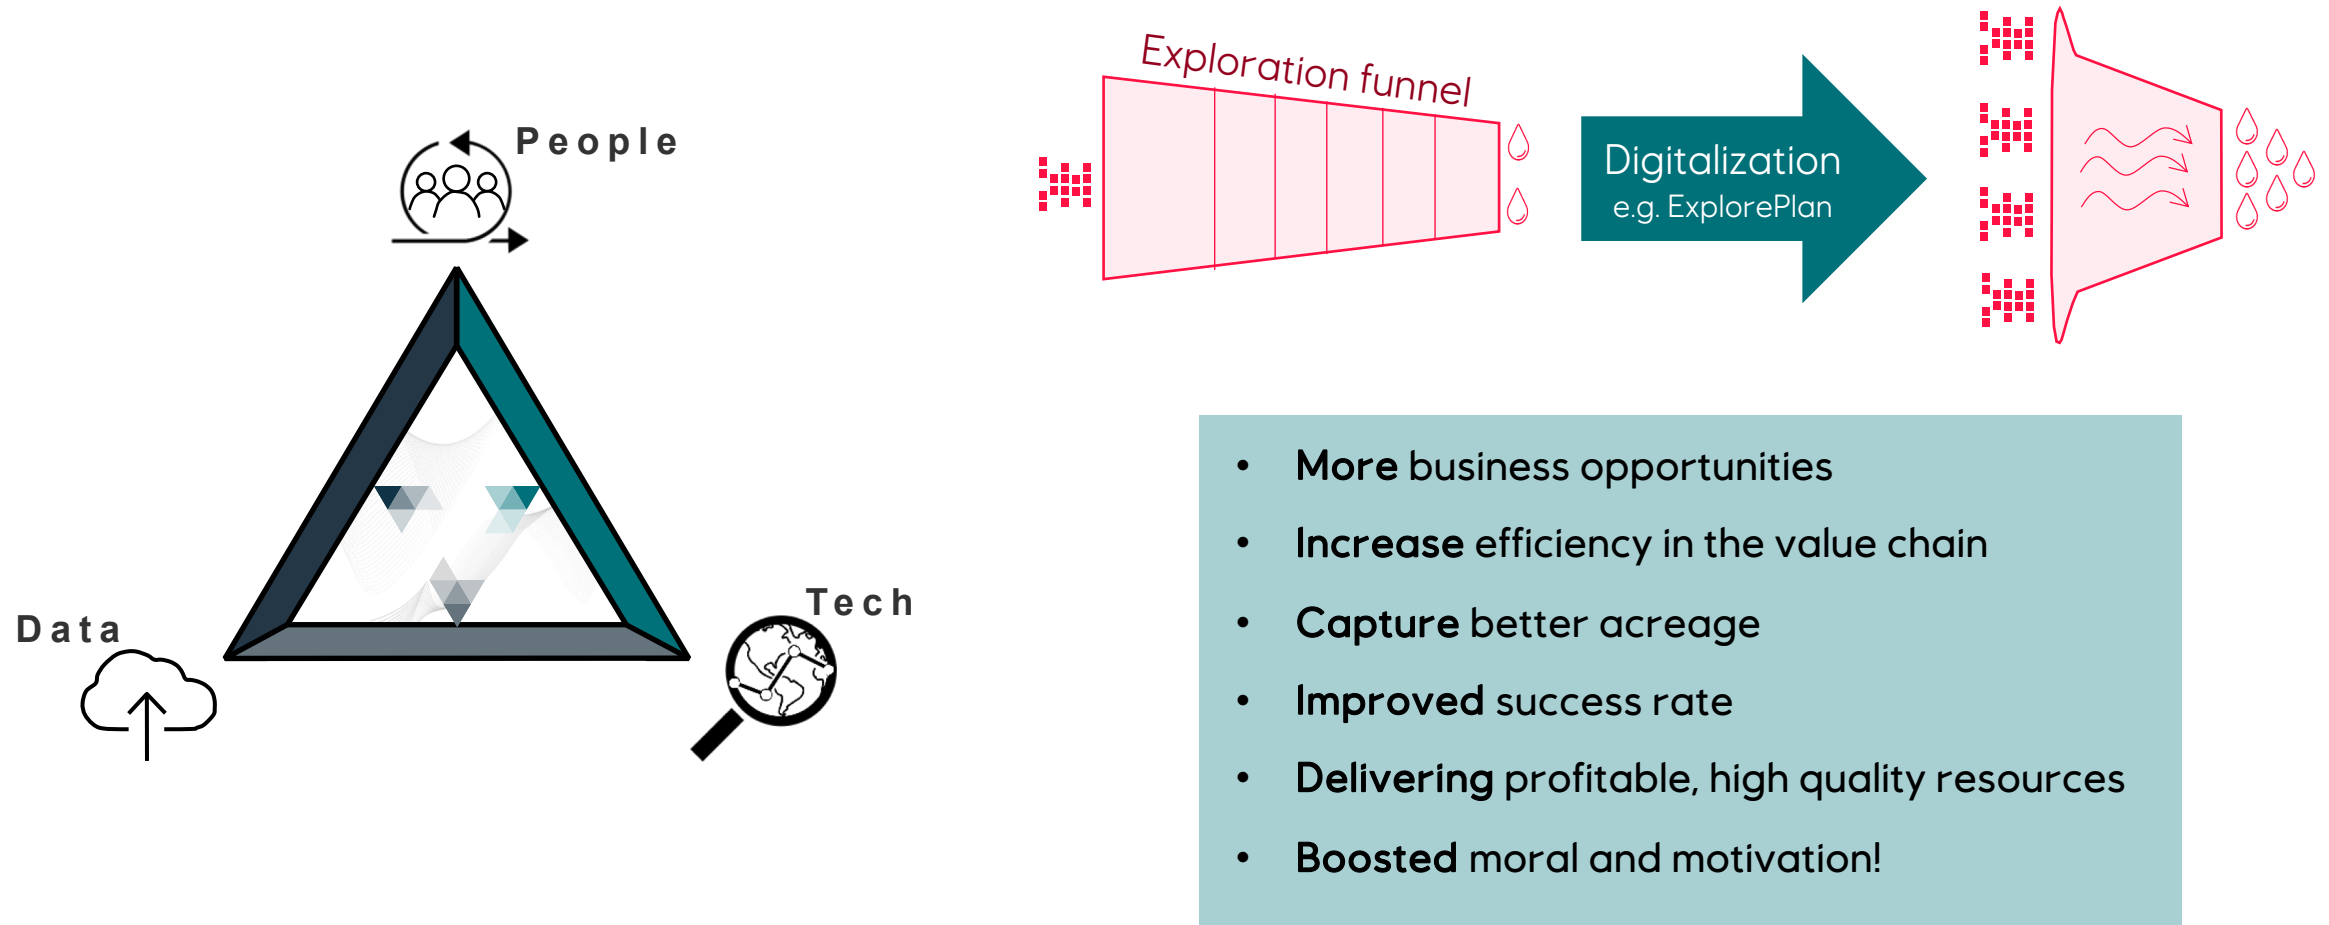 People
Data
Tech
Exploration funnel
Digitalization
e.g. ExplorePlan
• More business opportunities
• Increase efficiency in the value chain
• Capture better acreage
• Improved success rate
• Delivering profitable, high quality resources
• Boosted moral and motivation!